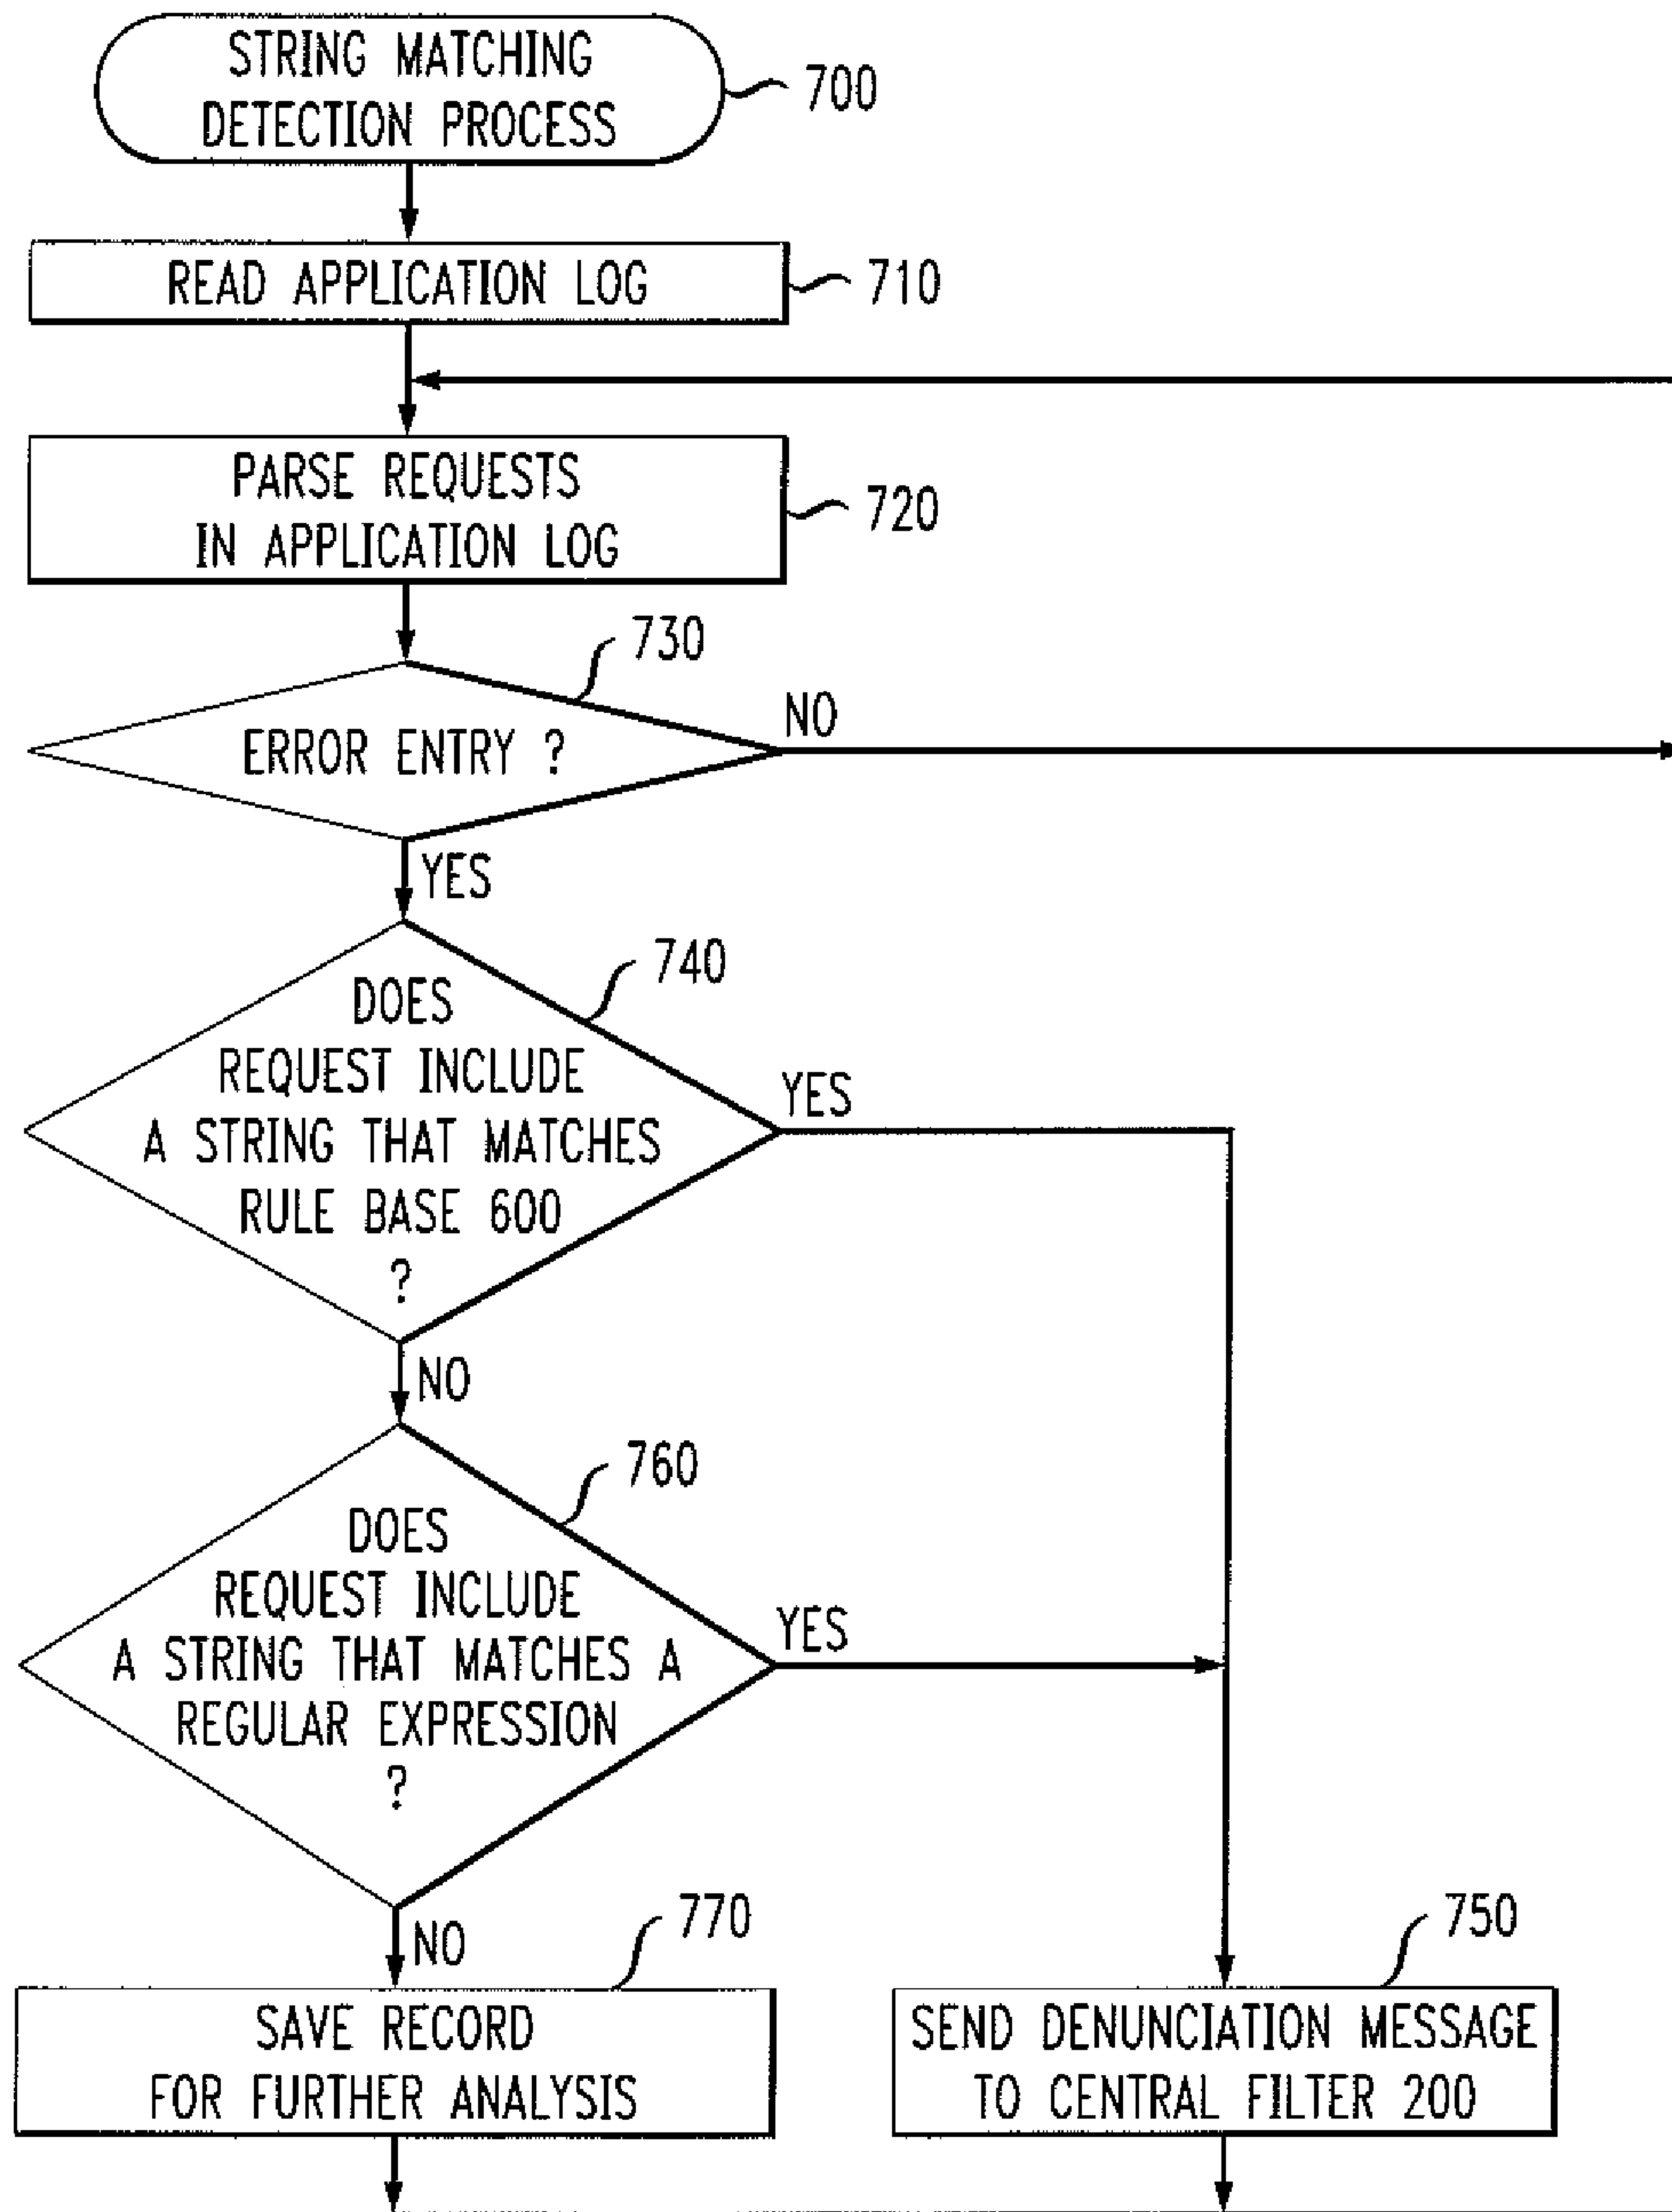 STRING MATCHING
DETECTION PROCESS
700
READ APPLICATION LOG
710
PARSE REQUESTS
IN APPLICATION LOG
720
730
ERROR ENTRY ?
NO
YES
740
DOES
REQUEST INCLUDE
A STRING THAT MATCHES
RULE BASE 600
?
YES
NO
760
DOES
REQUEST INCLUDE
A STRING THAT MATCHES A
REGULAR EXPRESSION
?
YES
NO
770
SAVE RECORD
FOR FURTHER ANALYSIS
750
SEND DENUNCIATION MESSAGE
TO CENTRAL FILTER 200